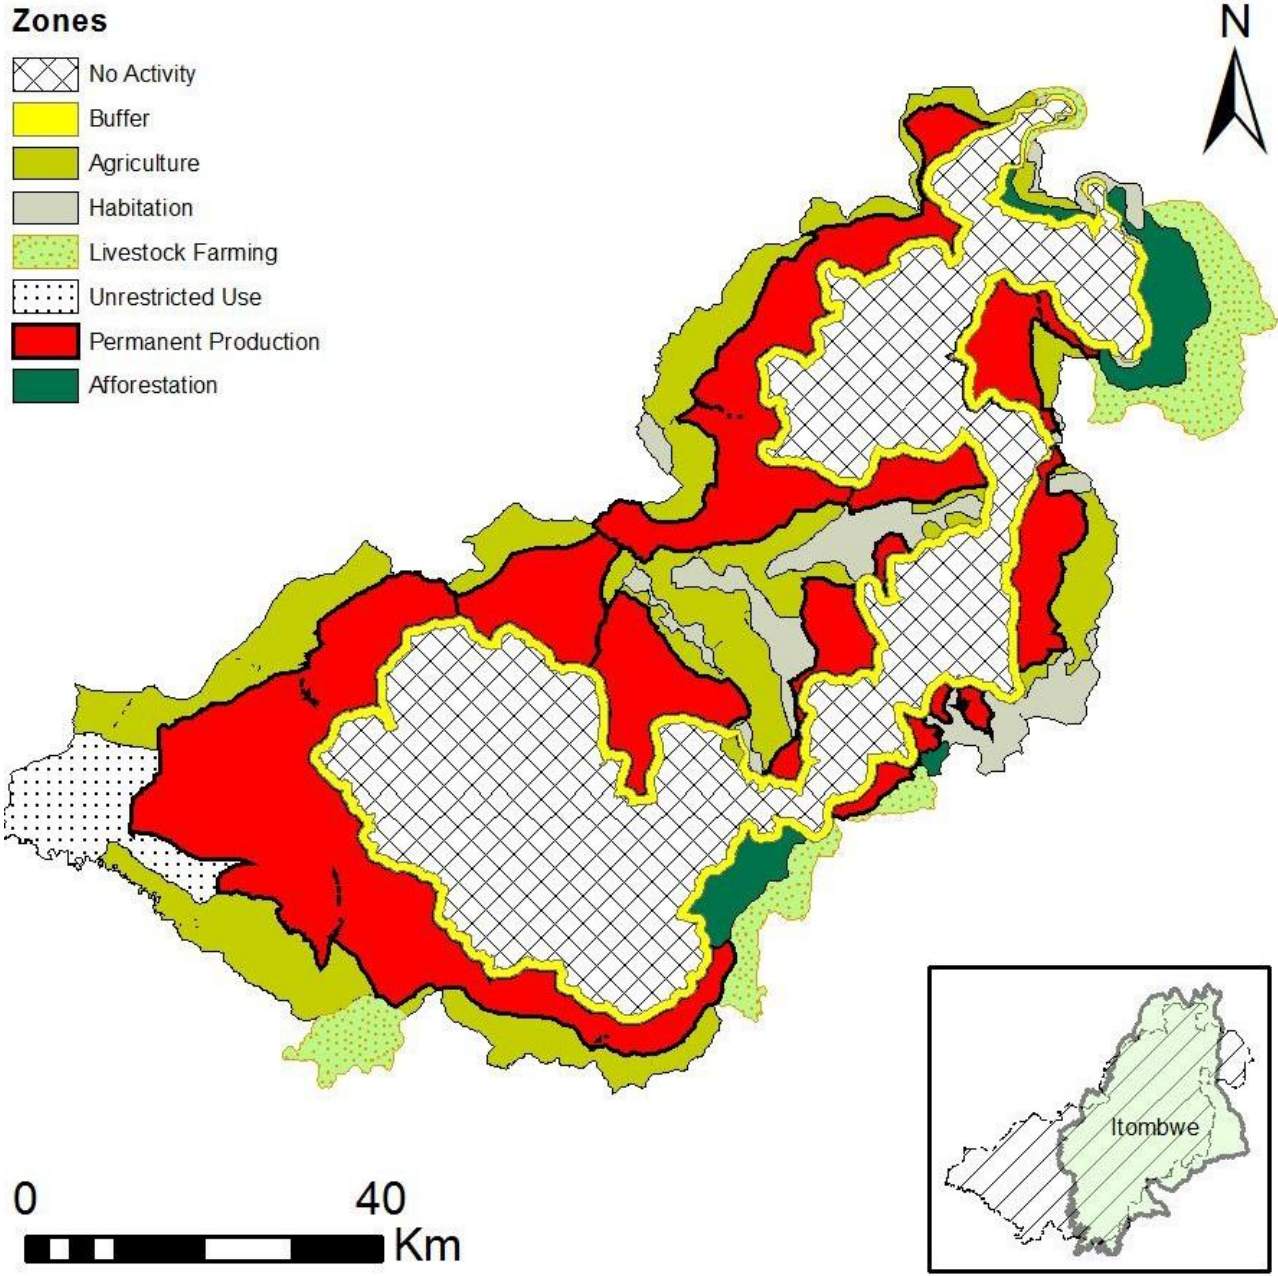 Zones
N
No Activity
Buffer
Agriculture
Habitation
Livestock Farming
Unrestricted Use
Permanent Production
Afforestation
Itombwe
0 40
Km